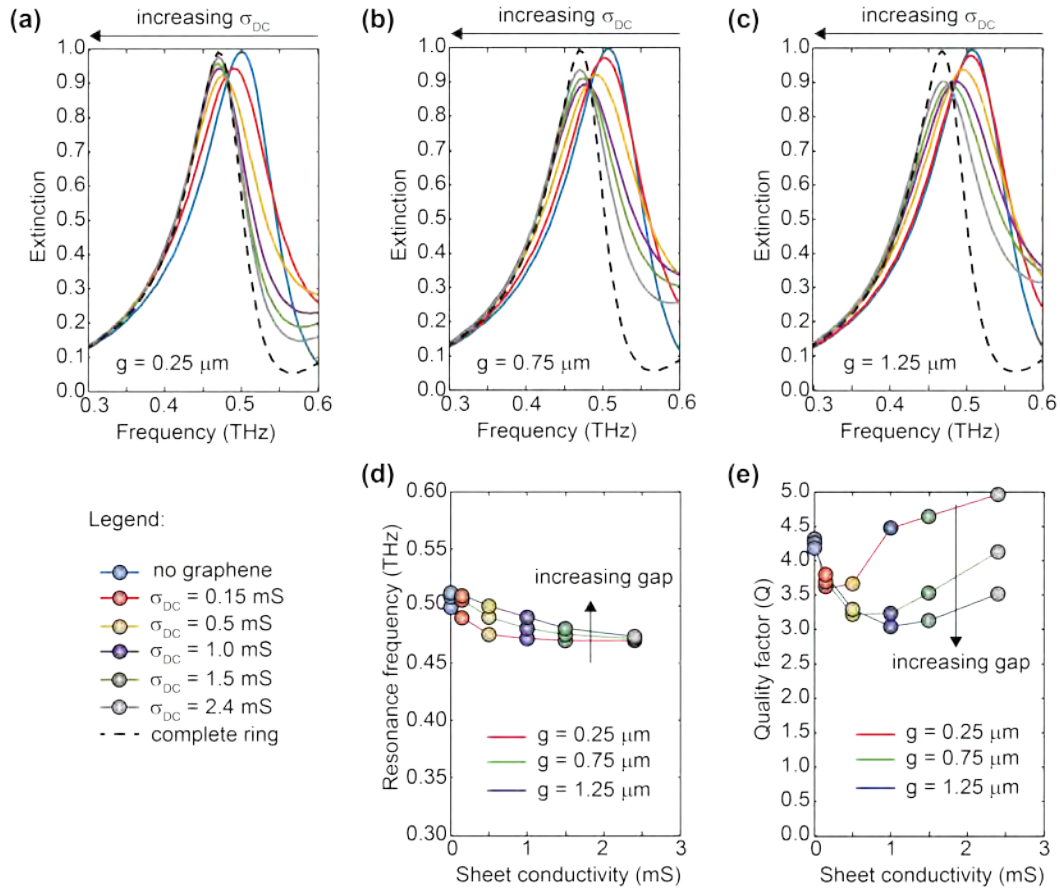 (a)
increasing σDC
Extinction
1.0
0.9
0.8
0.7
0.6
0.5
0.4
0.3
0.2
0.1
0.0
g = 0.25 μm
0.3 0.4 0.5 0.6
Frequency (THz)
(b)
increasing σDC
Extinction
1.0
0.9
0.8
0.7
0.6
0.5
0.4
0.3
0.2
0.1
0.0
g = 0.75 μm
0.3 0.4 0.5 0.6
Frequency (THz)
(c)
increasing σDC
Extinction
1.0
0.9
0.8
0.7
0.6
0.5
0.4
0.3
0.2
0.1
0.0
g = 1.25 μm
0.3 0.4 0.5 0.6
Frequency (THz)
Legend:
no graphene
σDC = 0.15 mS
σDC = 0.5 mS
σDC = 1.0 mS
σDC = 1.5 mS
σDC = 2.4 mS
complete ring
(d)
Resonance frequency (THz)
0.60
0.55
0.50
0.45
0.40
0.35
0.30
increasing gap
g = 0.25 μm
g = 0.75 μm
g = 1.25 μm
0 1 2 3
Sheet conductivity (mS)
(e)
Quality factor (Q)
5.0
4.5
4.0
3.5
3.0
2.5
2.0
1.5
1.0
0.5
0.0
increasing gap
g = 0.25 μm
g = 0.75 μm
g = 1.25 μm
0 1 2 3
Sheet conductivity (mS)